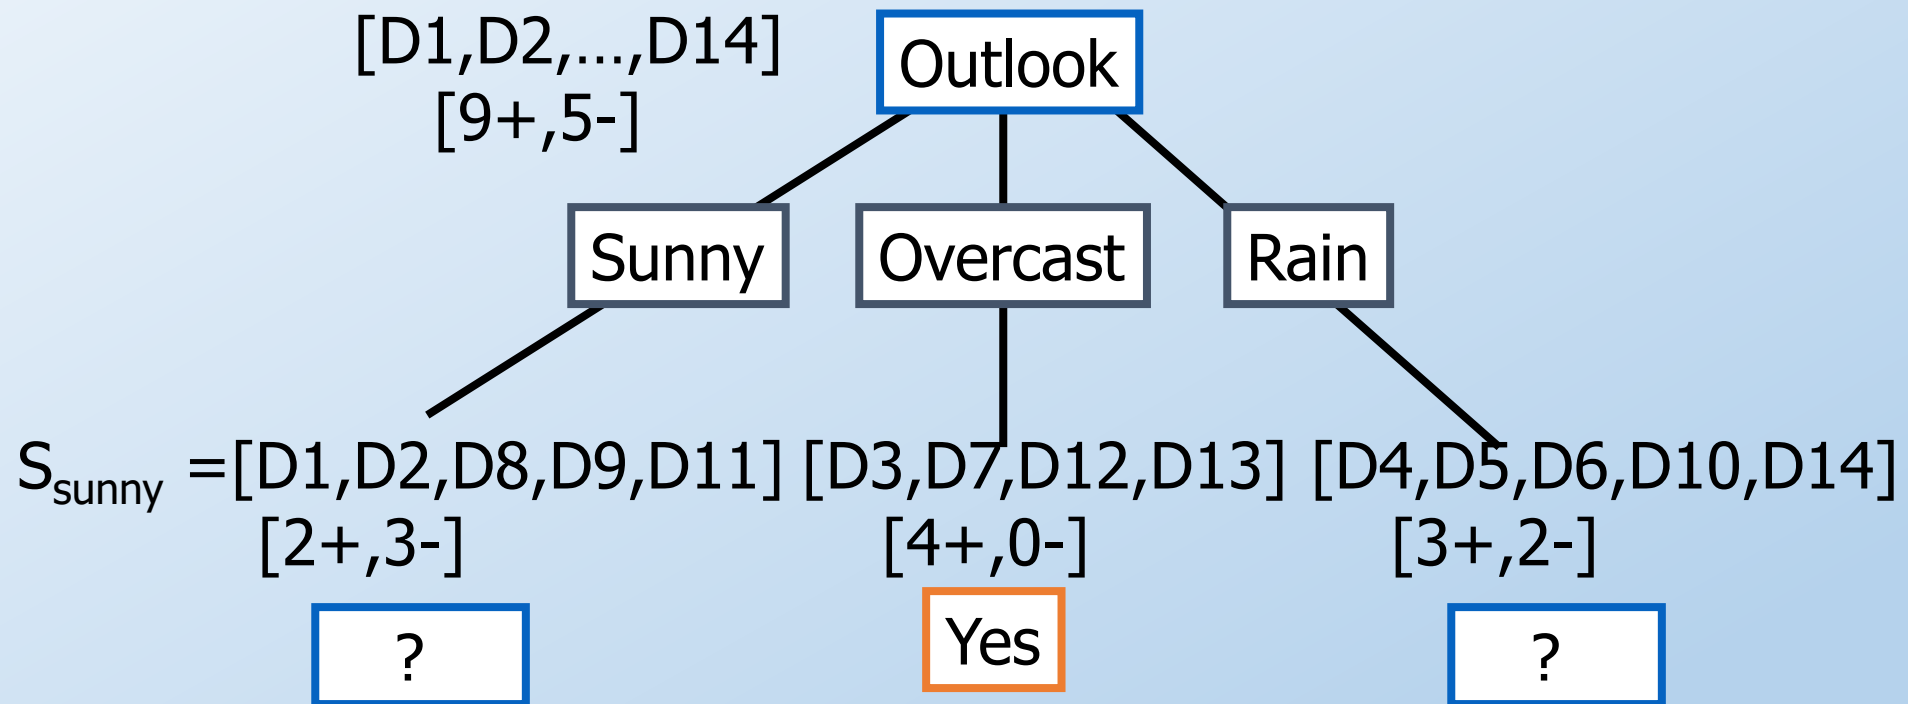 [D1,D2,…,D14]
Outlook
[9+,5-]
Sunny
Overcast
Rain
Ssunny =[D1,D2,D8,D9,D11] [D3,D7,D12,D13] [D4,D5,D6,D10,D14]
[2+,3-]
[4+,0-]
[3+,2-]
?
Yes
?